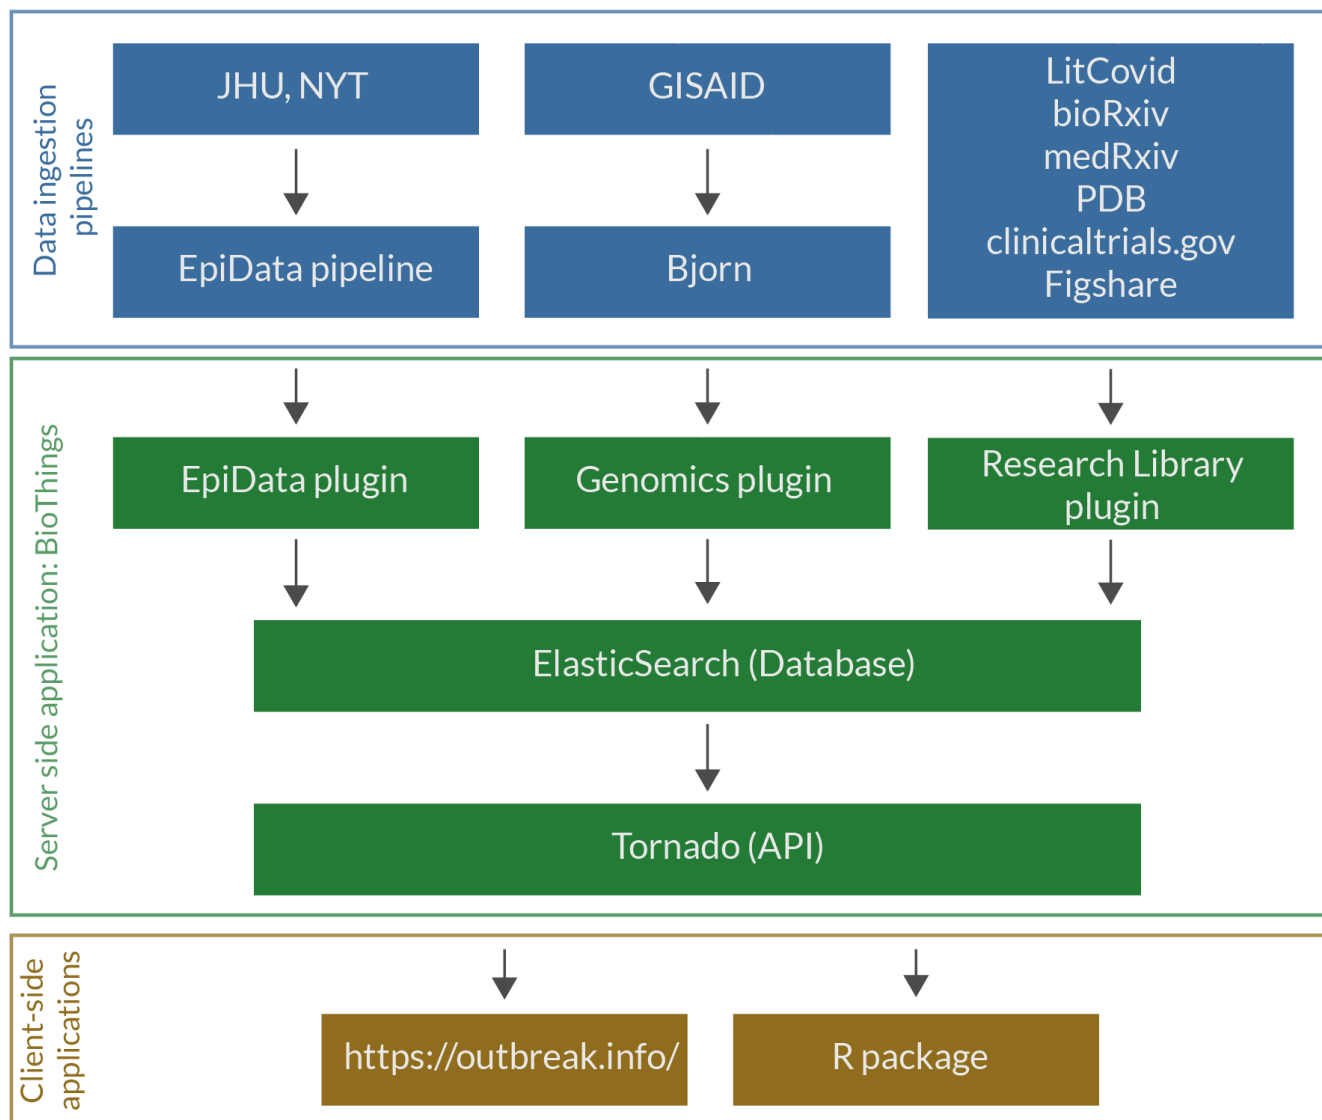 Data ingestion
pipelines
JHU, NYT
GISAID
LitCovid
bioRxiv
medRxiv
PDB
clinicaltrials.gov
Figshare
EpiData pipeline
Bjorn
Server side application: BioThings
EpiData plugin
Genomics plugin
Research Library
plugin
ElasticSearch (Database)
Tornado (API)
Client-side
applications
https://outbreak.info/
R package